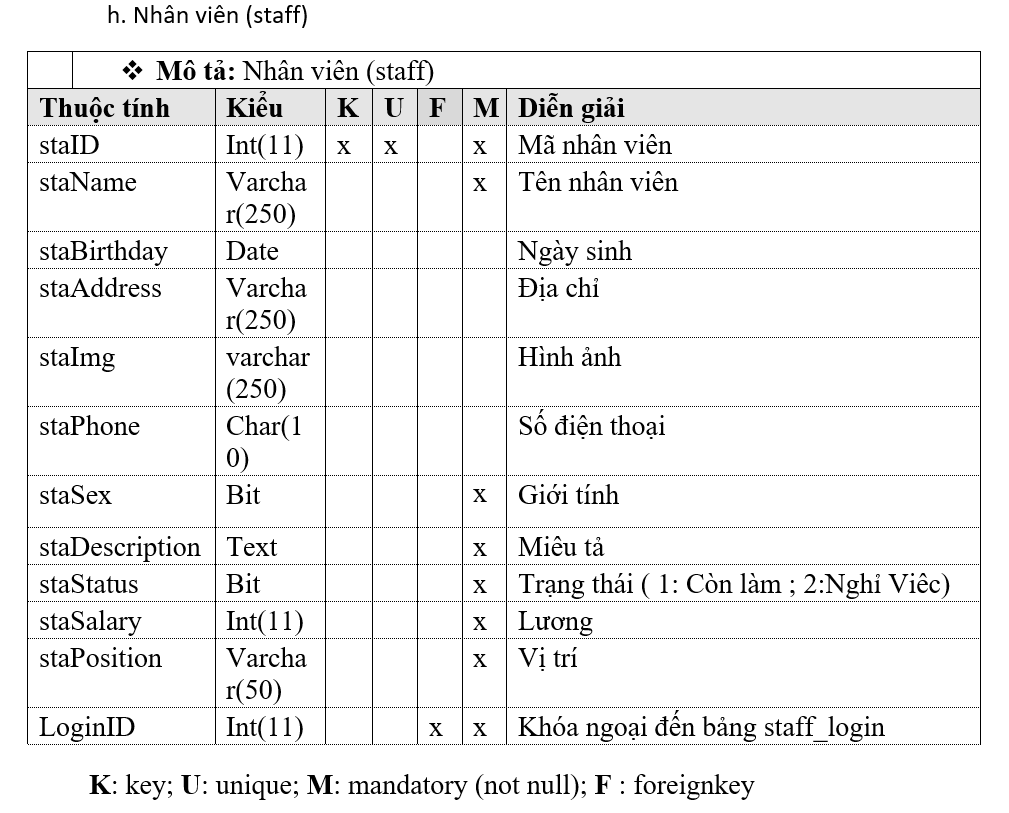 h. Nhân viên (staff)
❖ Mô tả: Nhân viên (staff)
Thuộc tính Kiểu K U F M Diễn giải
staID Int(11) x x x Mã nhân viên
staName Varcha x Tên nhân viên
r(250)
staBirthday Date Ngày sinh
staAddress Varcha Địa chỉ
r(250)
staImg varchar Hình ảnh
(250)
staPhone Char(1 Số điện thoại
0)
staSex Bit x Giới tính
staDescription Text x Miêu tả
staStatus Bit x Trạng thái ( 1: Còn làm ; 2:Nghỉ Viêc)
staSalary Int(11) x Lương
staPosition Varcha x Vị trí
r(50)
LoginID Int(11) x x Khóa ngoại đến bảng staff_login
K: key; U: unique; M: mandatory (not null); F : foreignkey